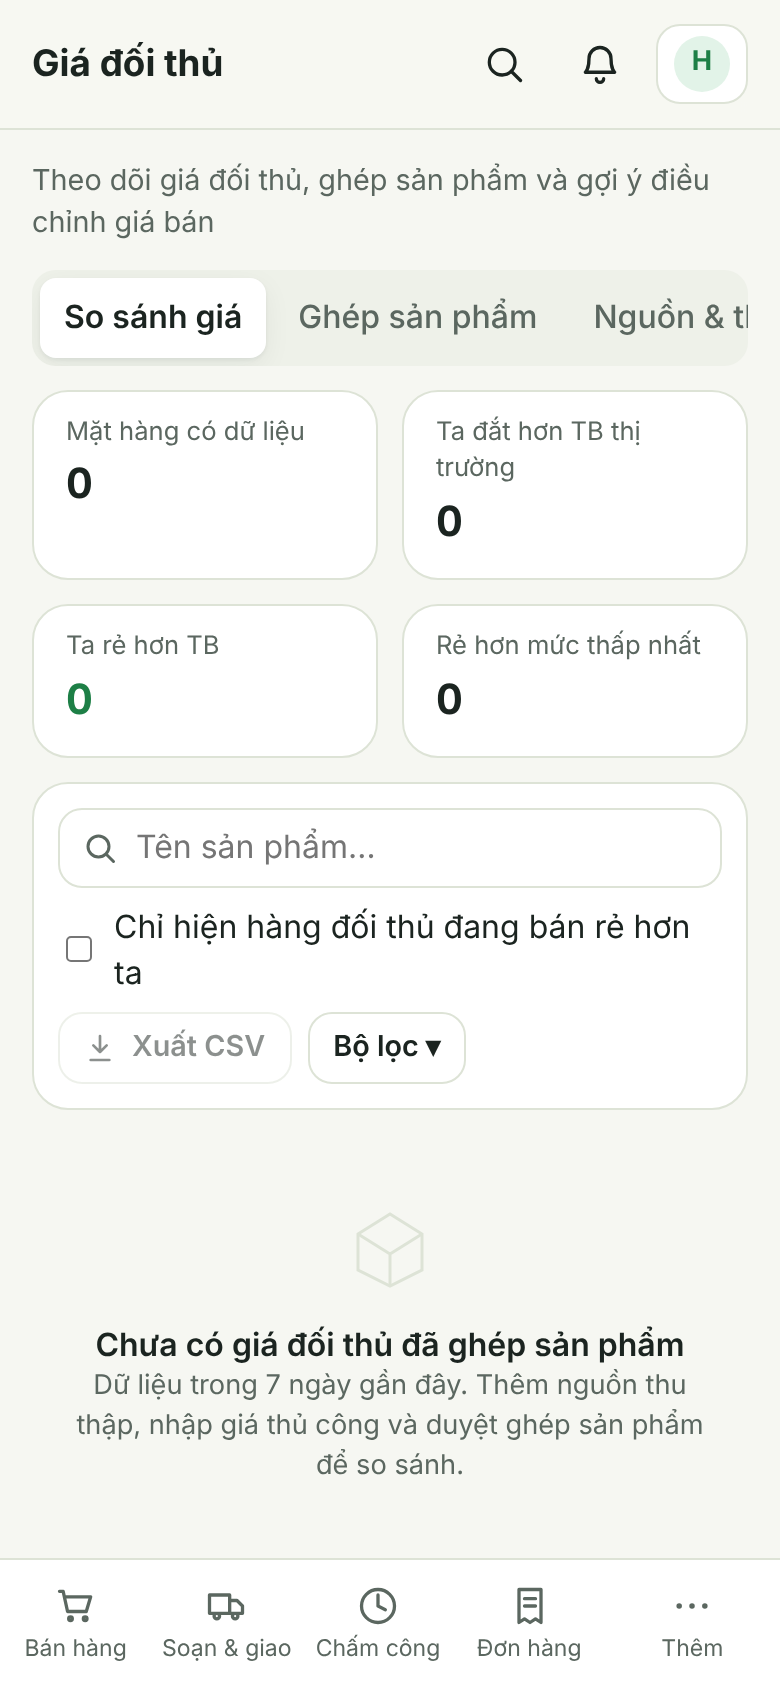 Giá đối thủ
H
Theo dõi giá đối thủ, ghép sản phẩm và gợi ý điều
chỉnh giá bán
So sánh giá
Ghép sản phẩm
Nguồn &
Mặt hàng có dữ liệu
0
Ta đắt hơn TB thị
trường
0
Ta rẻ hơn TB
0
Rẻ hơn mức thấp nhất
0
Tên sản phẩm...
Chỉ hiện hàng đối thủ đang bán rẻ hơn
ta
Xuất CSV
Bộ lọc ▾
Chưa có giá đối thủ đã ghép sản phẩm
Dữ liệu trong 7 ngày gần đây. Thêm nguồn thu
thập, nhập giá thủ công và duyệt ghép sản phẩm
để so sánh.
Bán hàng
Soạn & giao
Chấm công
Đơn hàng
Thêm